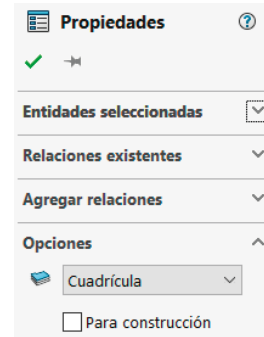 Propiedades
Entidades seleccionadas
Relaciones existentes
Agregar relaciones
Opciones
Cuadrícula
Para construcción